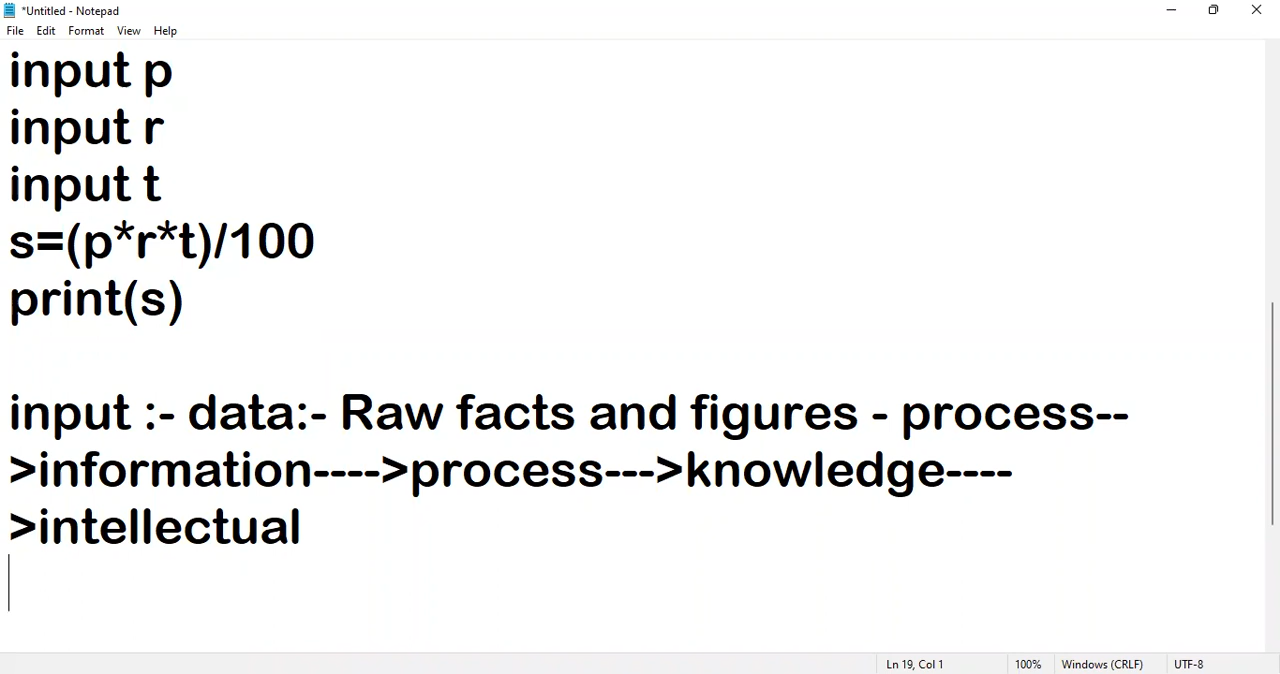 *Untitled - Notepad
File Edit Format View Help
input p
input r
input t
s=(p*r*t)/100
print(s)
input :- data:- Raw facts and figures - process--
>information---->process--->knowledge----
>intellectual
Ln 19, Col 1 100% Windows (CRLF) UTF-8